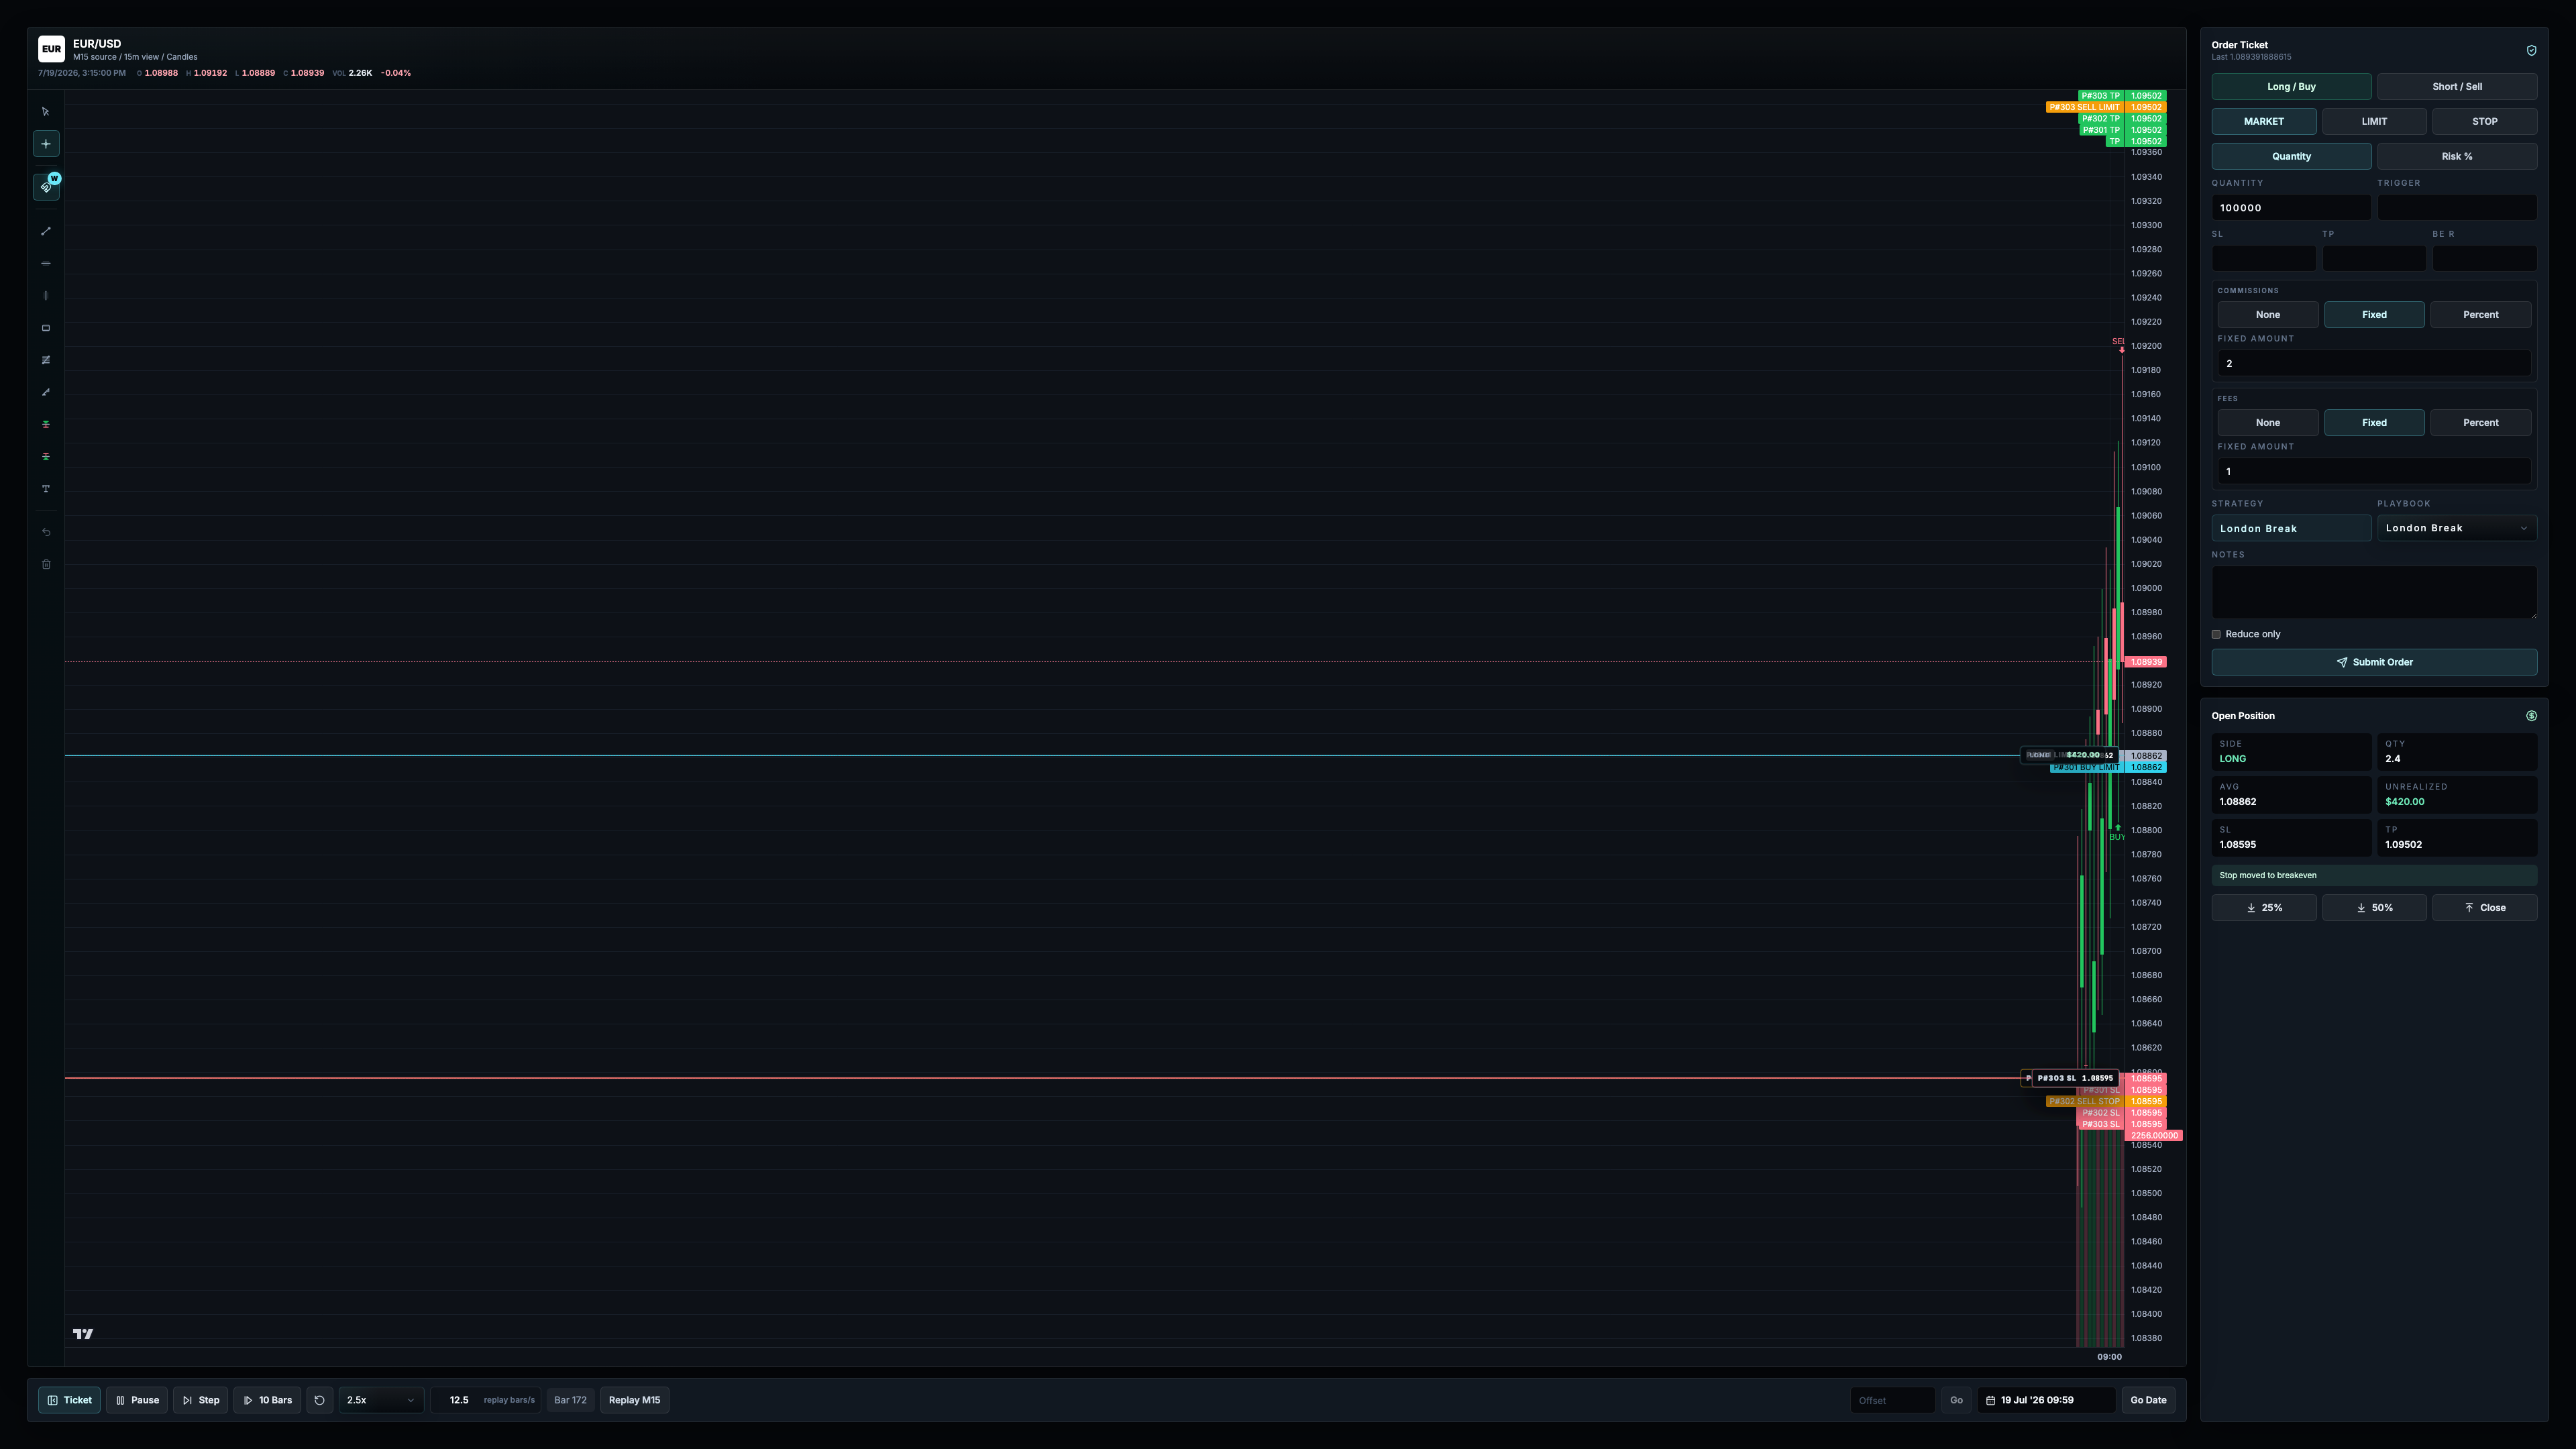 EUR
EUR/USD
M15 source / 15m view / Candles
7/19/2026, 3:15:00 PM O 1.08988 H 1.09192 L 1.08889 C 1.08939 VOL 2.26K -0.04%
W
P#303 TP 1.09502
P#303 SELL LIMIT 1.09502
P#302 TP 1.09502
P#301 TP 1.09502
TP 1.09502
1.09360
1.09340
1.09320
1.09300
1.09280
1.09260
1.09240
1.09220
SEL
1.09200
1.09180
1.09160
1.09140
1.09120
1.09100
1.09080
1.09060
1.09040
1.09020
1.09000
1.08980
1.08960
1.08939
1.08920
1.08900
1.08880
$420.00
1.08862
P#301 BUY LIMIT 1.08862
1.08840
1.08820
1.08800
BUY
1.08780
1.08760
1.08740
1.08720
1.08700
1.08680
1.08660
1.08640
1.08620
P#303 SL 1.08595
1.08595
P#301 SL 1.08595
P#302 SELL STOP 1.08595
P#302 SL 1.08595
P#303 SL 1.08595
2256.00000
1.08540
1.08520
1.08500
1.08480
1.08460
1.08440
1.08420
1.08400
1.08380
09:00
Ticket Pause Step 10 Bars 2.5x 12.5 replay bars/s Bar 172 Replay M15 Offset Go 19 Jul '26 09:59 Go Date
Order Ticket
Last 1.089391888615
Long / Buy Short / Sell
MARKET LIMIT STOP
Quantity Risk %
QUANTITY TRIGGER
100000
SL TP BE R
COMMISSIONS
None Fixed Percent
FIXED AMOUNT
2
FEES
None Fixed Percent
FIXED AMOUNT
1
STRATEGY PLAYBOOK
London Break London Break
NOTES
Reduce only
Submit Order
Open Position
SIDE QTY
LONG 2.4
AVG UNREALIZED
1.08862 $420.00
SL TP
1.08595 1.09502
Stop moved to breakeven
25% 50% Close